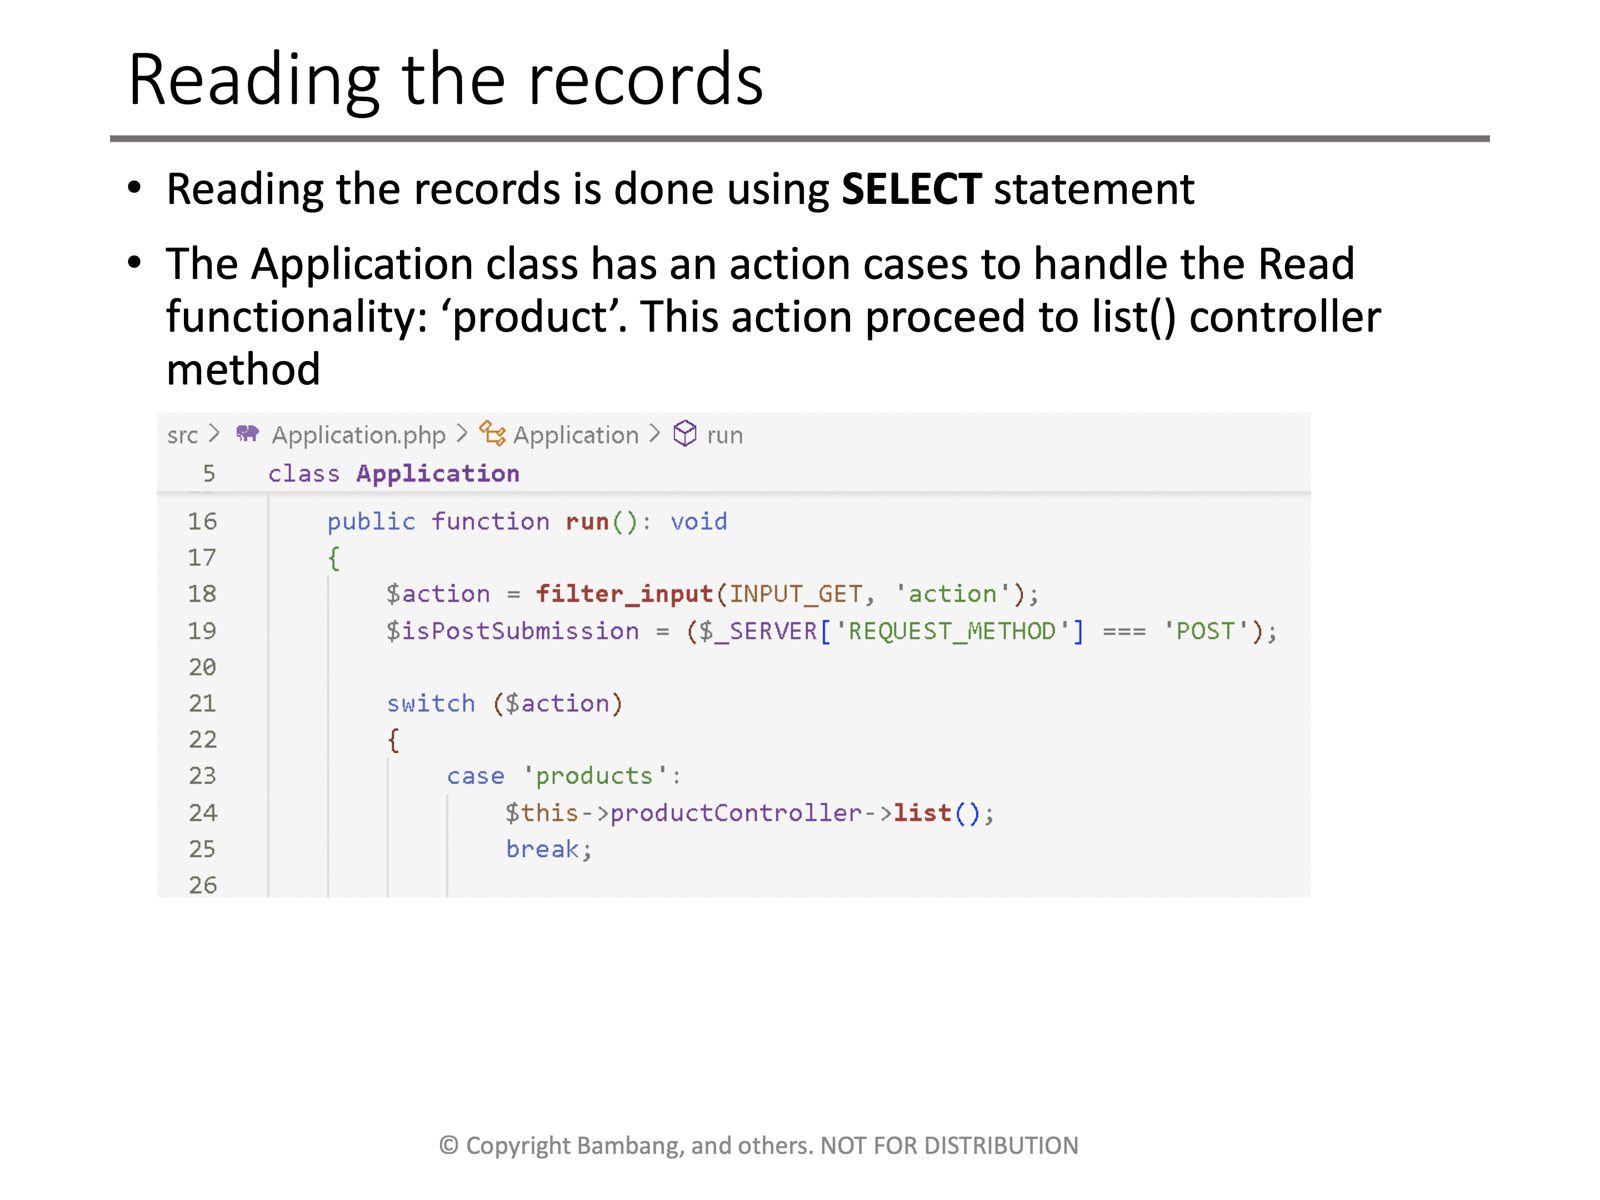 Reading the records
• Reading the records is done using SELECT statement
• The Application class has an action cases to handle the Read
functionality: ‘product’. This action proceed to list() controller
method
src > Application.php > Application > run
5 class Application
16 public function run(): void
17 {
18 $action = filter_input(INPUT_GET, 'action');
19 $isPostSubmission = ($_SERVER['REQUEST_METHOD'] === 'POST');
20
21 switch ($action)
22 {
23 case 'products':
24 $this->productController->list();
25 break;
26
© Copyright Bambang, and others. NOT FOR DISTRIBUTION